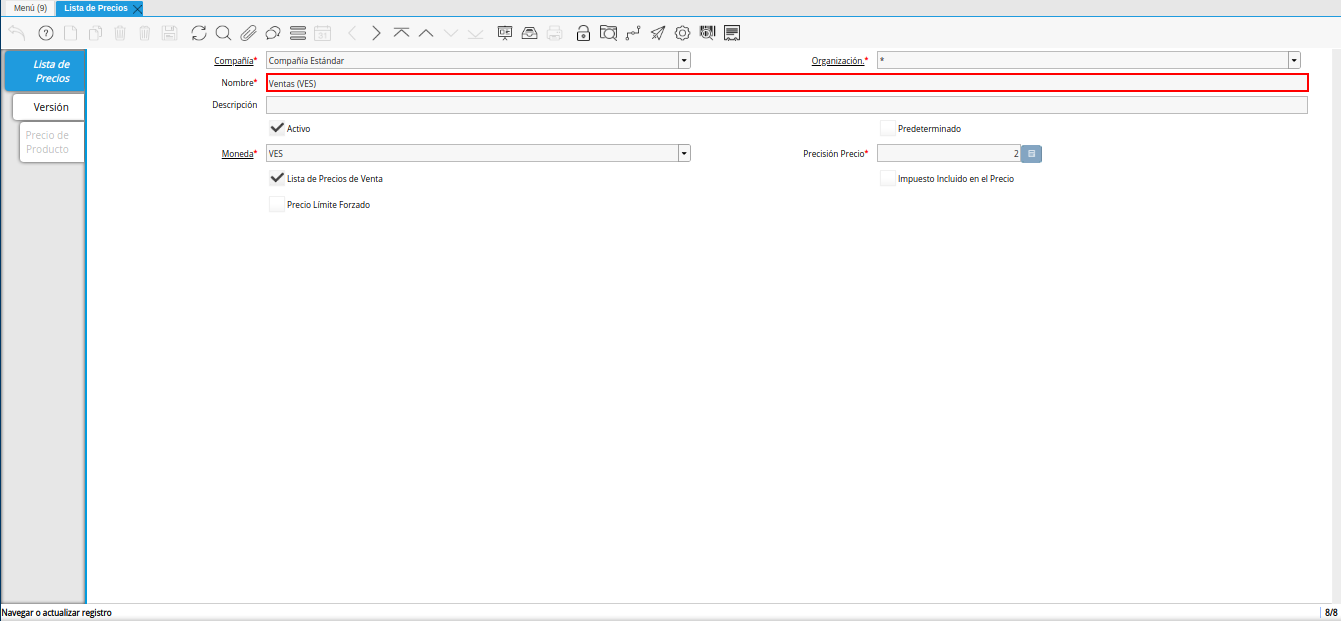 Menú (9)
Lista de Precios
Lista de
Precios
Versión
Precio de
Producto
Compañía*
Compañía Estándar
Organización.*
*
Nombre*
Ventas (VES)
Descripción
Activo
Predeterminado
Moneda*
VES
Precisión Precio*
2
Lista de Precios de Venta
Impuesto Incluido en el Precio
Precio Límite Forzado
Navegar o actualizar registro
8/8